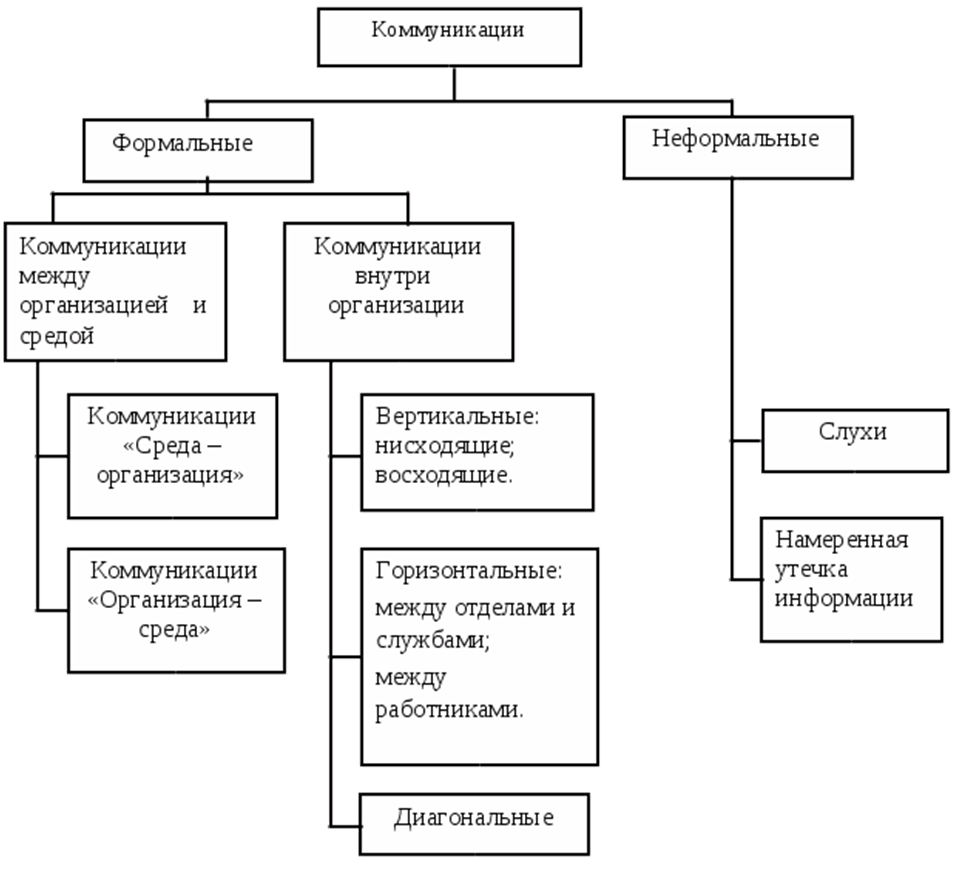 Коммуникации
Формальные
Неформальные
Коммуникации
между
организацией и
средой
Коммуникации
внутри
организации
Коммуникации
«Среда –
организация»
Вертикальные:
нисходящие;
восходящие.
Слухи
Намеренная
утечка
информации
Коммуникации
«Организация –
среда»
Горизонтальные:
между отделами и
службами;
между
работниками.
Диагональные